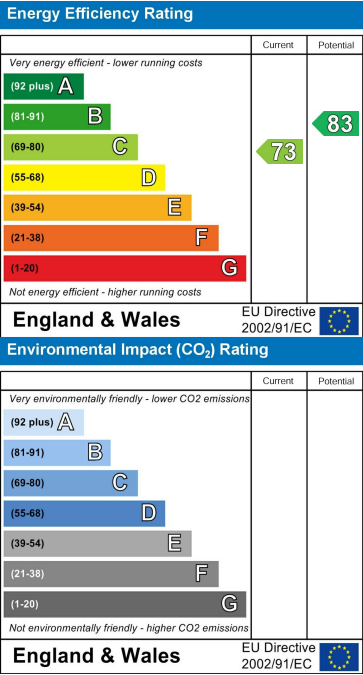 Energy Efficiency Rating
Current Potential
Very energy efficient - lower running costs
(92 plus) A
(81-91) B
83
(69-80) C
73
(55-68) D
(39-54) E
(21-38) F
(1-20) G
Not energy efficient - higher running costs
England & Wales
EU Directive
2002/91/EC
Environmental Impact (CO₂) Rating
Current Potential
Very environmentally friendly - lower CO2 emissions
(92 plus) A
(81-91) B
(69-80) C
(55-68) D
(39-54) E
(21-38) F
(1-20) G
Not environmentally friendly - higher CO2 emissions
England & Wales
EU Directive
2002/91/EC